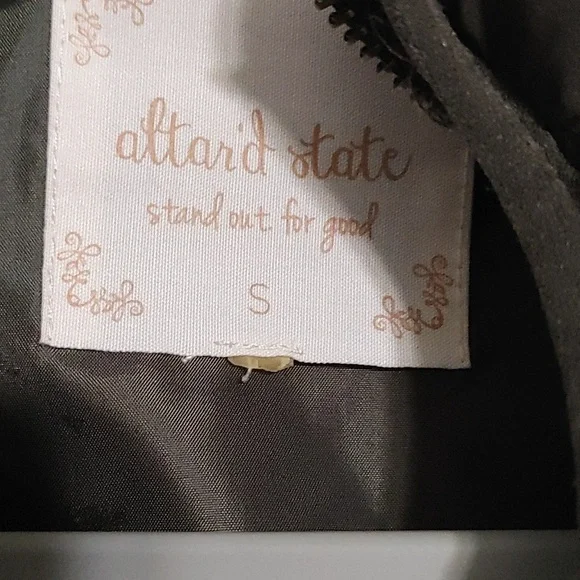 altar'd state
stand out. for good
S